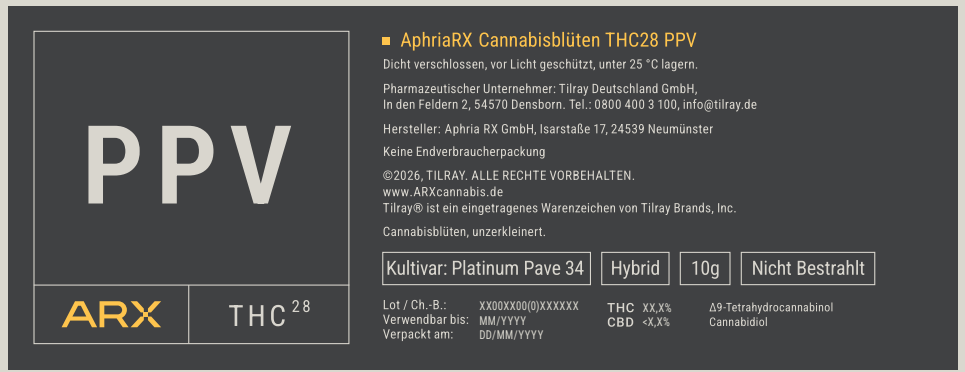 PPV
ARX
THC28
AphriaRX Cannabisblüten THC28 PPV
Dicht verschlossen, vor Licht geschützt, unter 25 °C lagern.
Pharmazeutischer Unternehmer: Tilray Deutschland GmbH,
In den Feldern 2, 54570 Densborn. Tel.: 0800 400 3 100, info@tilray.de
Hersteller: Aphria RX GmbH, Isarstaße 17, 24539 Neumünster
Keine Endverbraucherpackung
©2026, TILRAY. ALLE RECHTE VORBEHALTEN.
www.ARXcannabis.de
Tilray® ist ein eingetragenes Warenzeichen von Tilray Brands, Inc.
Cannabisblüten, unzerkleinert.
Kultivar: Platinum Pave 34 Hybrid 10g Nicht Bestrahlt
Lot / Ch.-B.: XX00XX00(0)XXXXXX THC XX,X% Δ9-Tetrahydrocannabinol
Verwendbar bis: MM/YYYY CBD <X,X% Cannabidiol
Verpackt am: DD/MM/YYYY